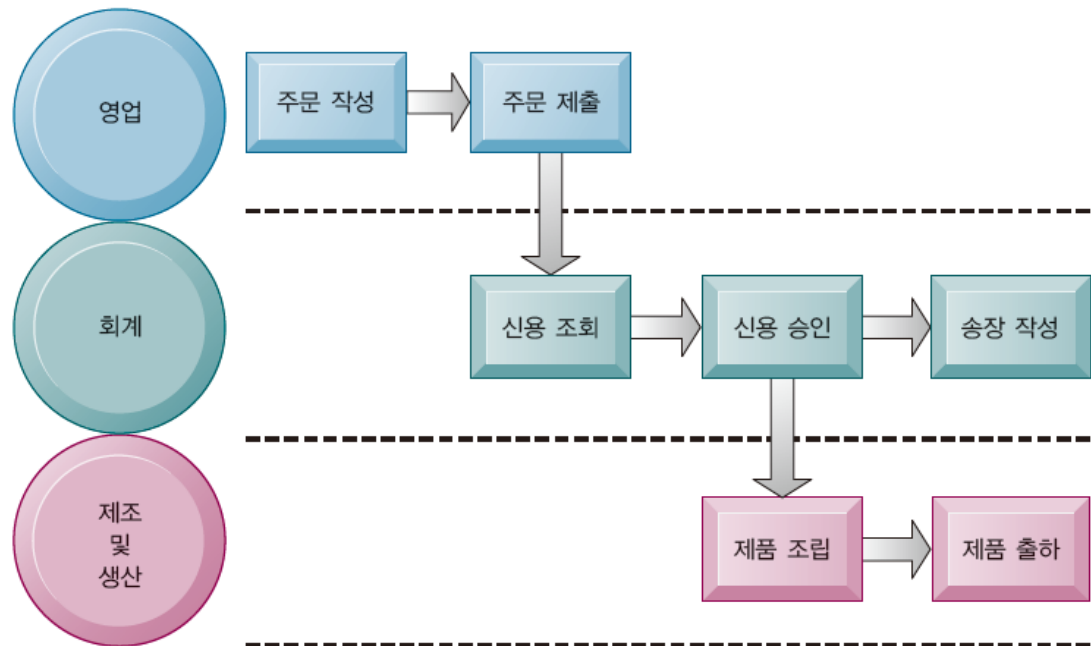 영업
주문 작성
주문 제출
회계
신용 조회
신용 승인
송장 작성
제조
및
생산
제품 조립
제품 출하